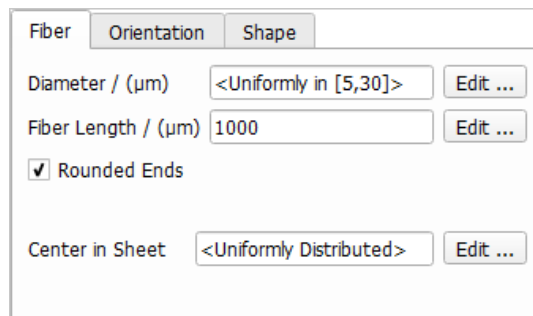 Fiber Orientation Shape
Diameter / (µm) <Uniformly in [5,30]> Edit ...
Fiber Length / (µm) 1000 Edit ...
Rounded Ends
Center in Sheet <Uniformly Distributed> Edit ...